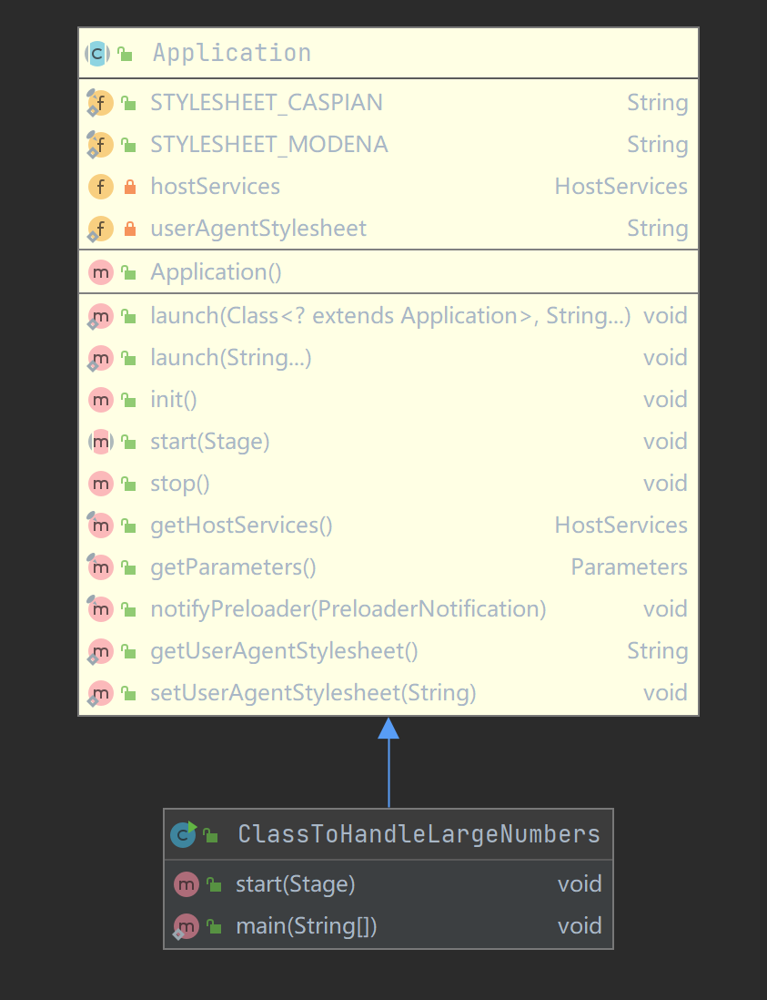 Application
STYLESHEET_CASPIAN String
STYLESHEET_MODENA String
hostServices HostServices
userAgentStylesheet String
Application()
launch(Class<? extends Application>, String...) void
launch(String...) void
init() void
start(Stage) void
stop() void
getHostServices() HostServices
getParameters() Parameters
notifyPreloader(PreloaderNotification) void
getUserAgentStylesheet() String
setUserAgentStylesheet(String) void
ClassToHandleLargeNumbers
start(Stage) void
main(String[]) void